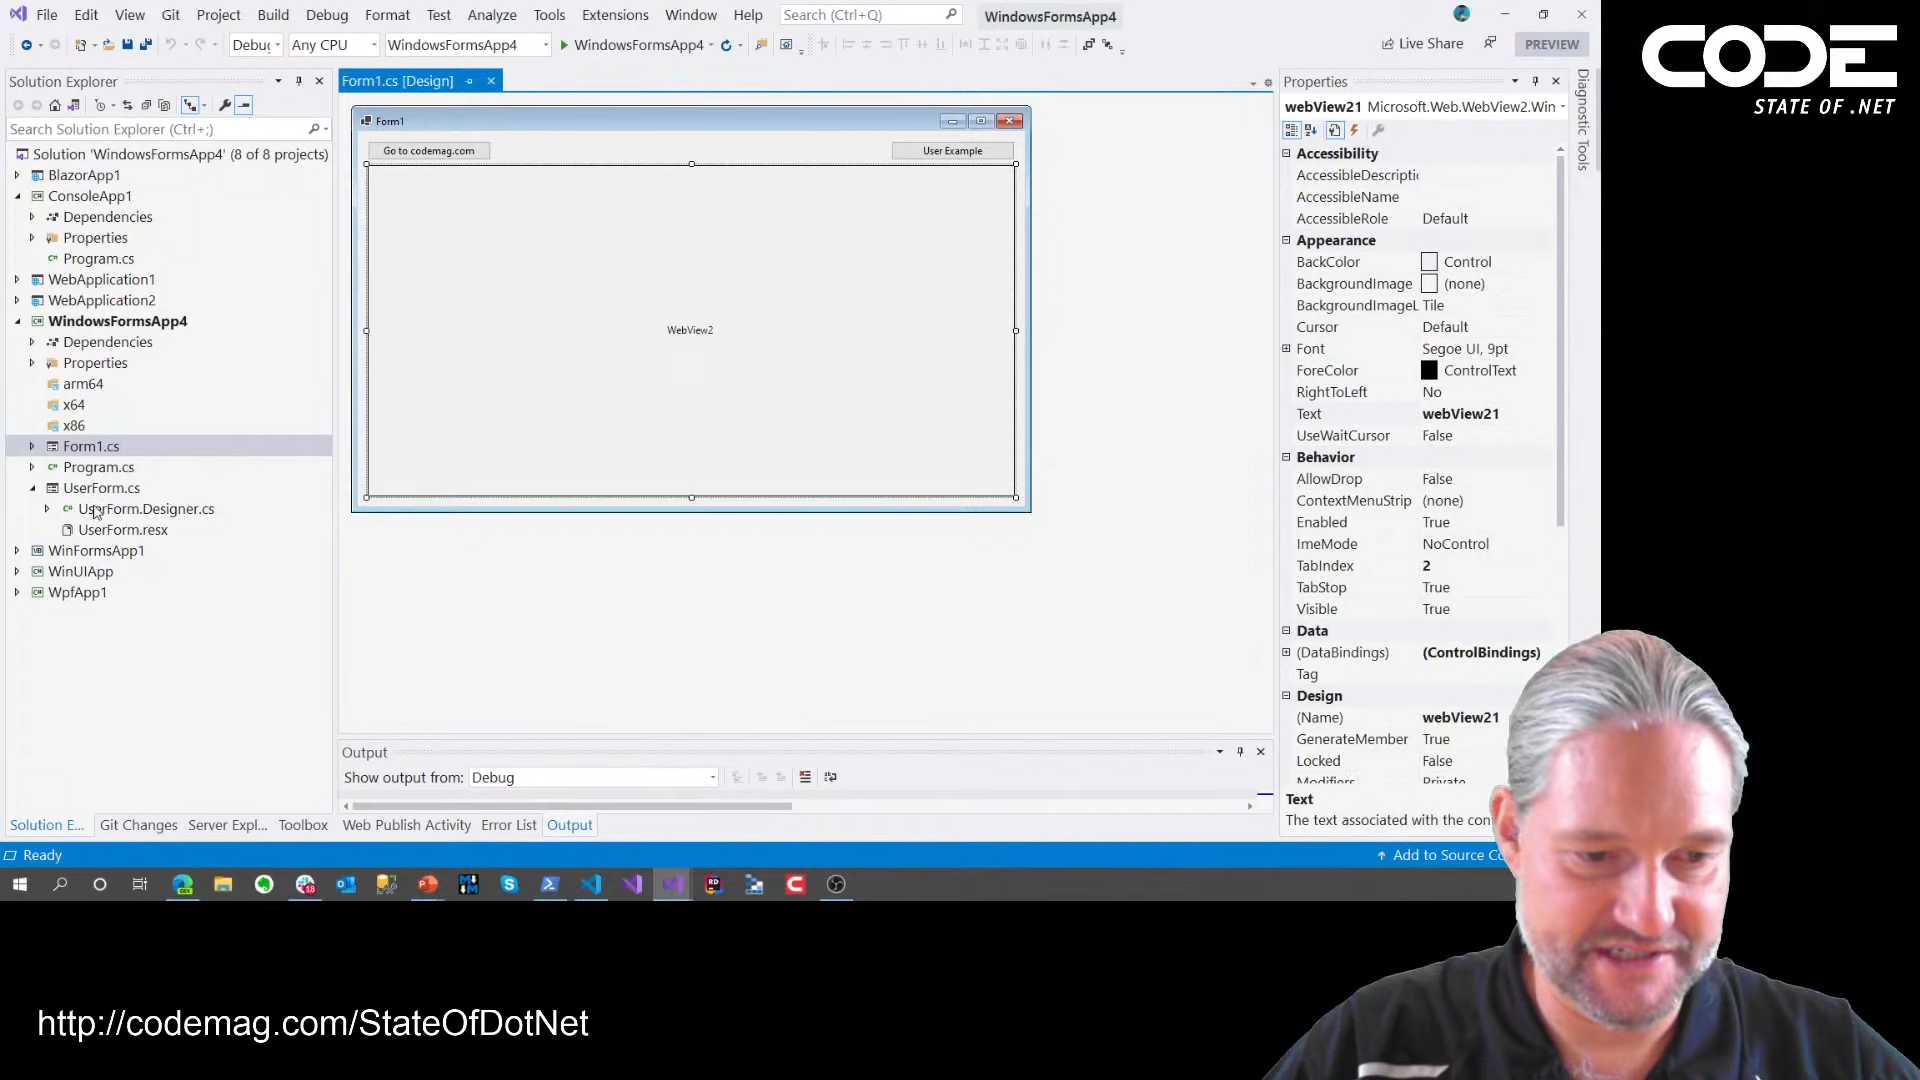 File Edit View Git Project Build Debug Format Test Analyze Tools Extensions Window Help Search (Ctrl+Q) WindowsFormsApp4
Any CPU WindowsFormsApp4 WindowsFormsApp4 Live Share PREVIEW
CODE
STATE OF .NET
Solution Explorer
Search Solution Explorer (Ctrl+;)
Solution 'WindowsFormsApp4' (8 of 8 projects)
BlazorApp1
ConsoleApp1
Dependencies
Properties
Program.cs
WebApplication1
WebApplication2
WindowsFormsApp4
Dependencies
Properties
arm64
x64
x86
Form1.cs
Program.cs
UserForm.cs
UserForm.Designer.cs
UserForm.resx
WinFormsApp1
WinUIApp
WpfApp1
Form1.cs [Design]
Form1
Go to codemag.com User Example
WebView2
Output
Show output from: Debug
Properties
webView21 Microsoft.Web.WebView2.Win
Accessibility
AccessibleDescripti
AccessibleName
AccessibleRole Default
Appearance
BackColor Control
BackgroundImage (none)
BackgroundImageL Tile
Cursor Default
Font Segoe UI, 9pt
ForeColor ControlText
RightToLeft No
Text webView21
UseWaitCursor False
Behavior
AllowDrop False
ContextMenuStrip (none)
Enabled True
ImeMode NoControl
TabIndex 2
TabStop True
Visible True
Data
(DataBindings) (ControlBindings)
Tag
Design
(Name) webView21
GenerateMember True
Locked False
Modifiers Private
Text
The text associated with the con
Diagnostic Tools
Solution E... Git Changes Server Expl... Toolbox Web Publish Activity Error List Output
Ready Add to Source Co
http://codemag.com/StateOfDotNet